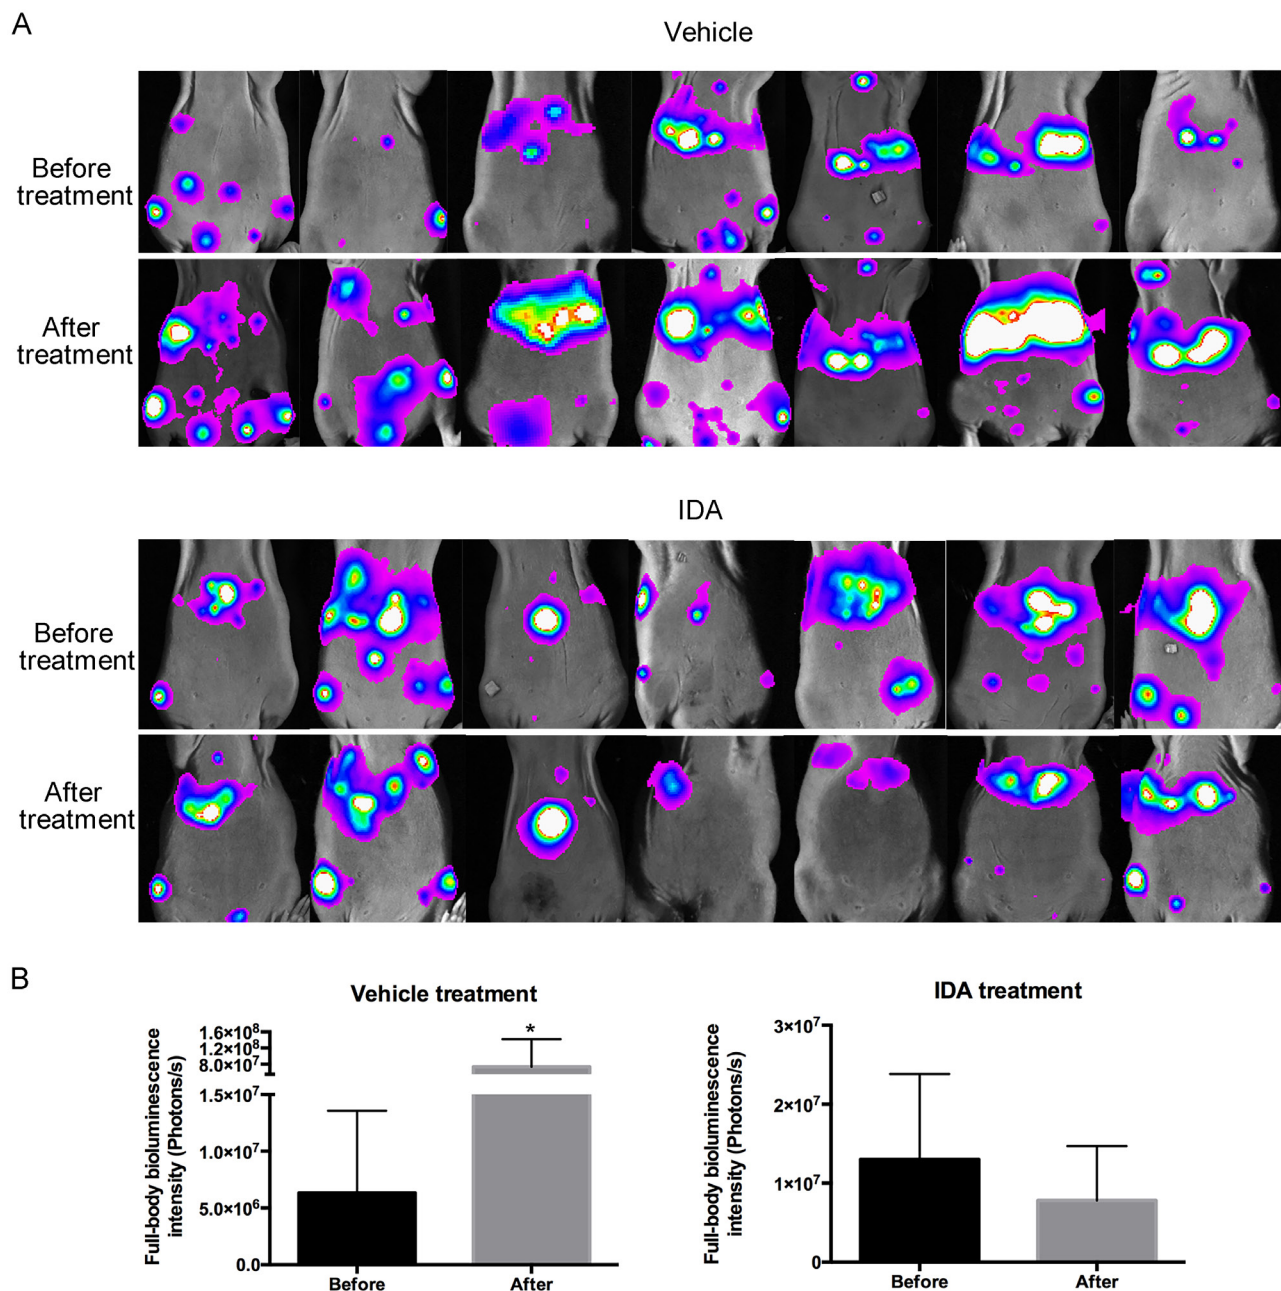 A
Vehicle
Before
treatment
After
treatment
IDA
Before
treatment
After
treatment
B
Vehicle treatment
Full-body bioluminescence
intensity (Photons/s)
1.6×10⁸
1.2×10⁸
8.0×10⁷
1.5×10⁷
1.0×10⁷
5.0×10⁶
0.0
*
Before
After
IDA treatment
Full-body bioluminescence
intensity (Photons/s)
3×10⁷
2×10⁷
1×10⁷
0
Before
After